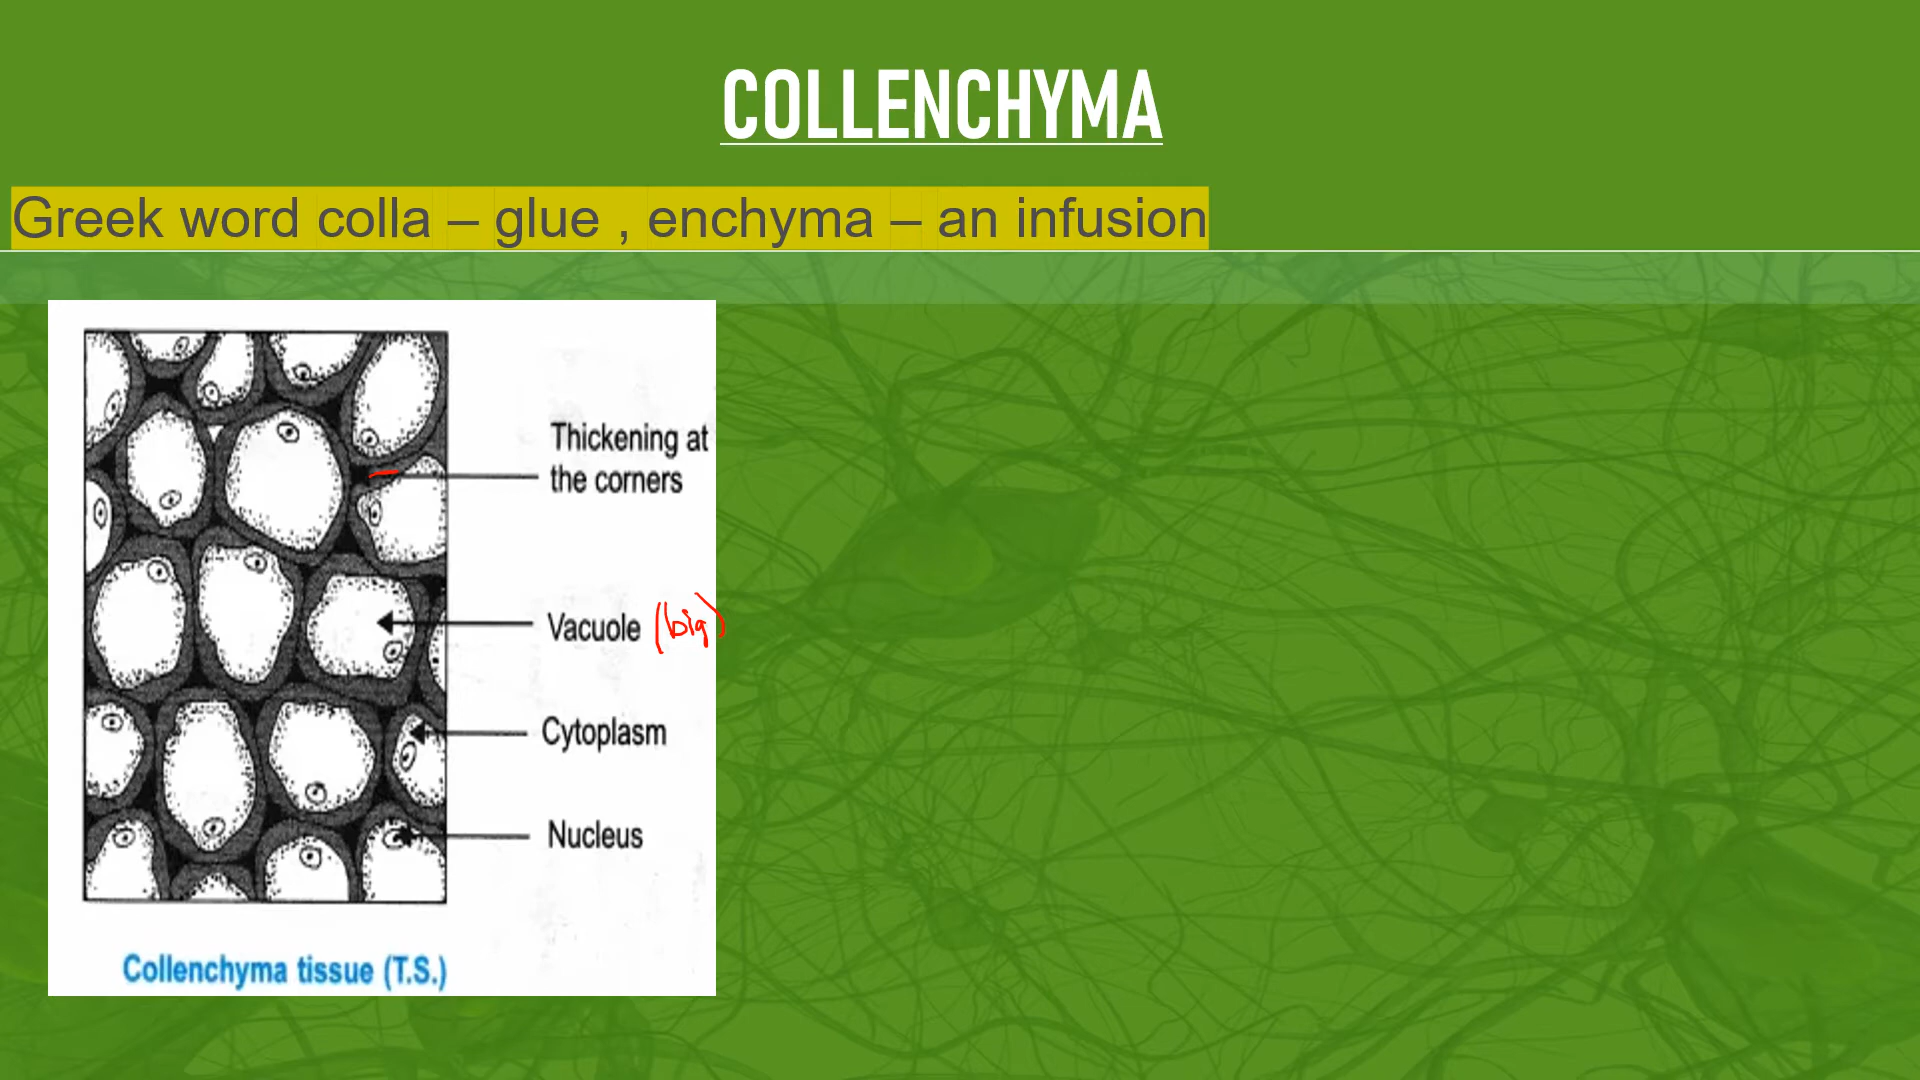 COLLENCHYMA
Greek word colla – glue , enchyma – an infusion
Thickening at
the corners
Vacuole (big)
Cytoplasm
Nucleus
Collenchyma tissue (T.S.)